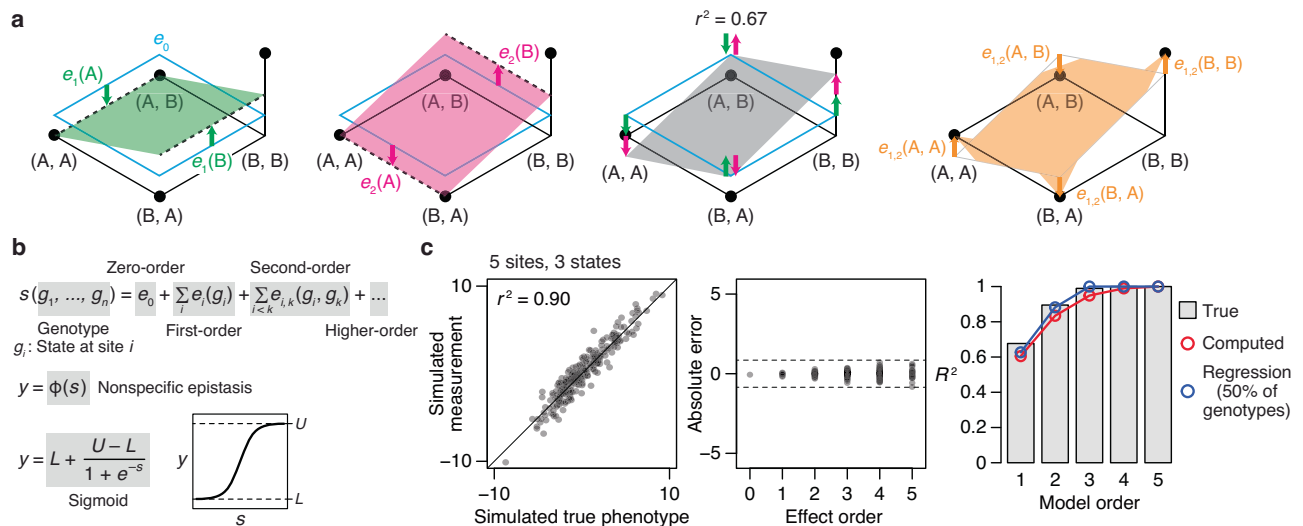 a
e0
e1(A)
(A, B)
(A, A)
e1(B)
(B, B)
(B, A)
e2(B)
(A, B)
(A, A)
e2(A)
(B, B)
(B, A)
r² = 0.67
(A, B)
(A, A)
(B, B)
(B, A)
e1,2(A, B)
e1,2(B, B)
(A, B)
e1,2(A, A)
(A, A)
(B, B)
e1,2(B, A)
(B, A)
b
Zero-order Second-order
s(g1, ..., gn) = e0 + ∑i ei(gi) + ∑i<k ei,k(gi, gk) + ...
Genotype First-order Higher-order
gi: State at site i
y = ϕ(s) Nonspecific epistasis
y = L + (U – L) / (1 + e^–s)
Sigmoid
U
y
L
s
c
5 sites, 3 states
r² = 0.90
10
–10
Simulated
measurement
–10 10
Simulated true phenotype
5
0
–5
Absolute error
0 1 2 3 4 5
Effect order
1
0.8
0.6
0.4
0.2
0
R²
1 2 3 4 5
Model order
True
Computed
Regression
(50% of
genotypes)